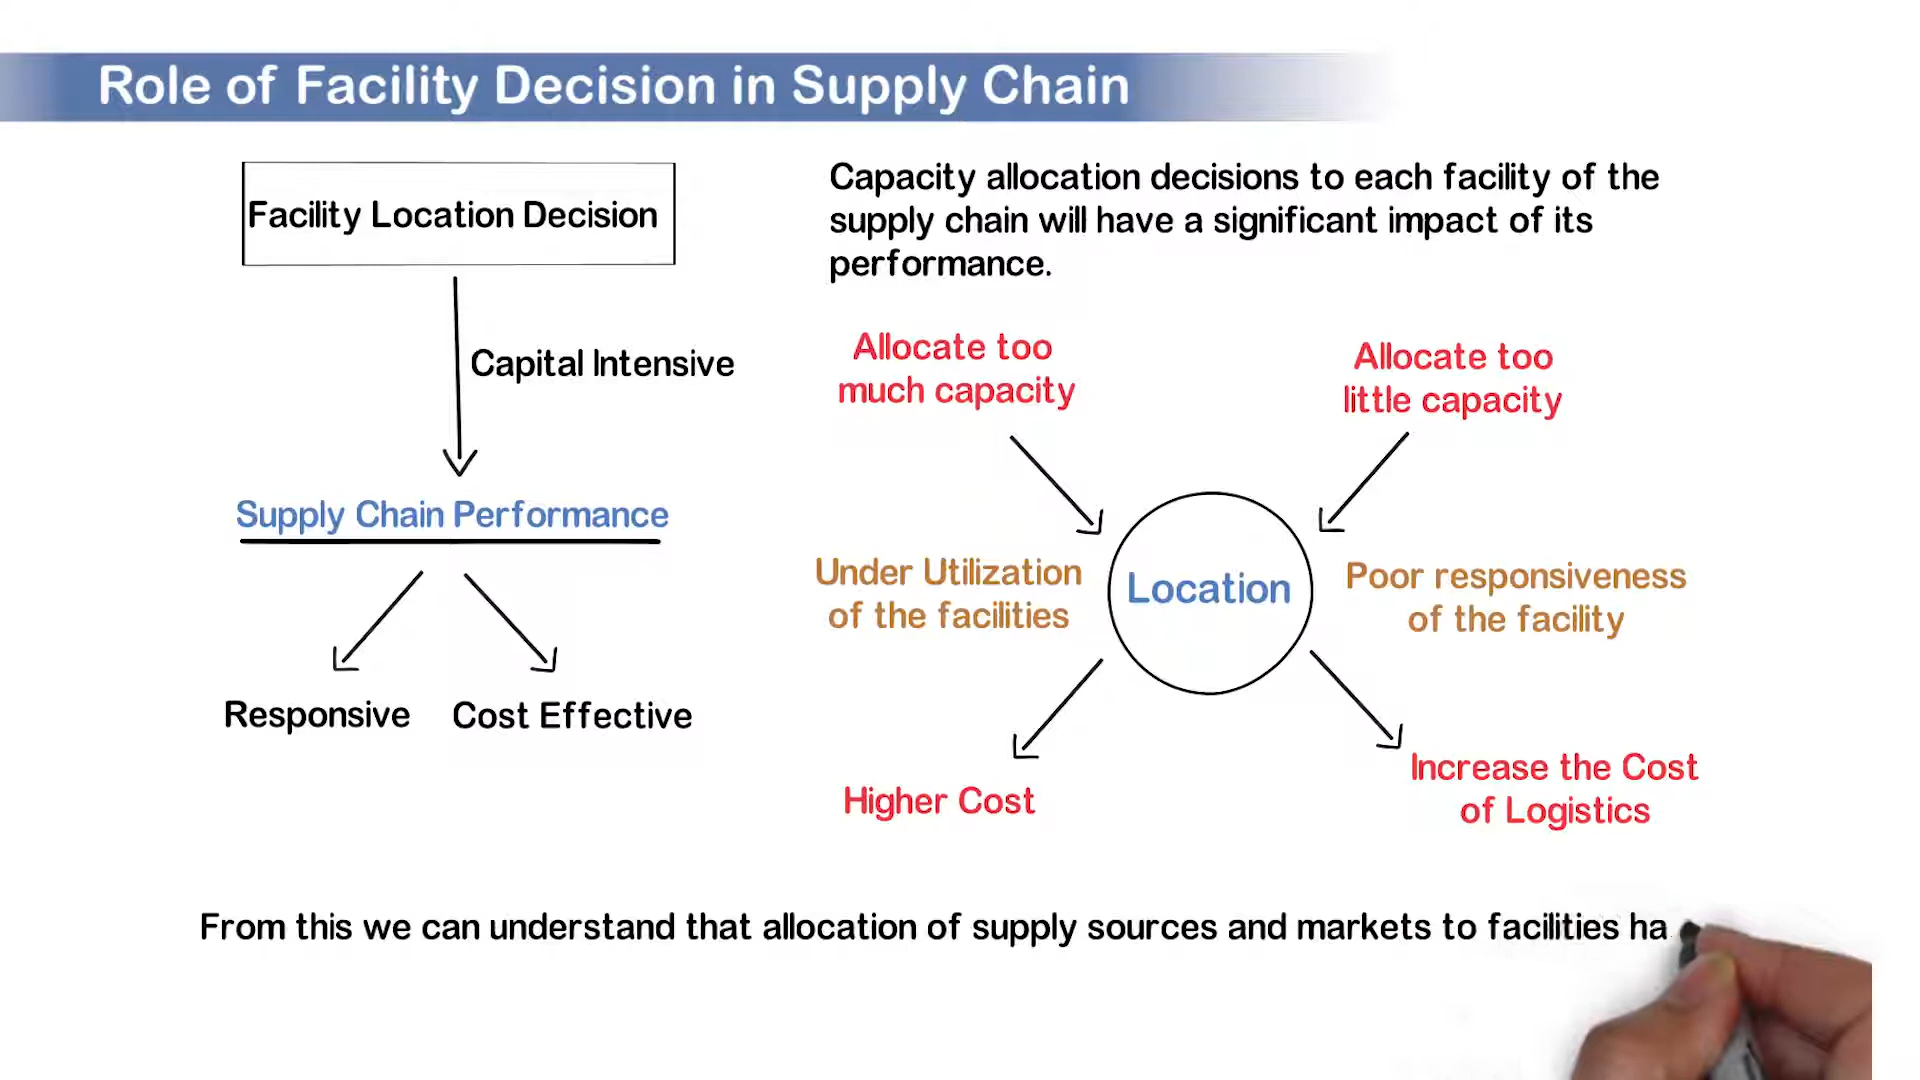 Role of Facility Decision in Supply Chain
Facility Location Decision
Capital Intensive
Supply Chain Performance
Responsive
Cost Effective
Capacity allocation decisions to each facility of the
supply chain will have a significant impact of its
performance.
Allocate too
much capacity
Allocate too
little capacity
Under Utilization
of the facilities
Location
Poor responsiveness
of the facility
Higher Cost
Increase the Cost
of Logistics
From this we can understand that allocation of supply sources and markets to facilities ha